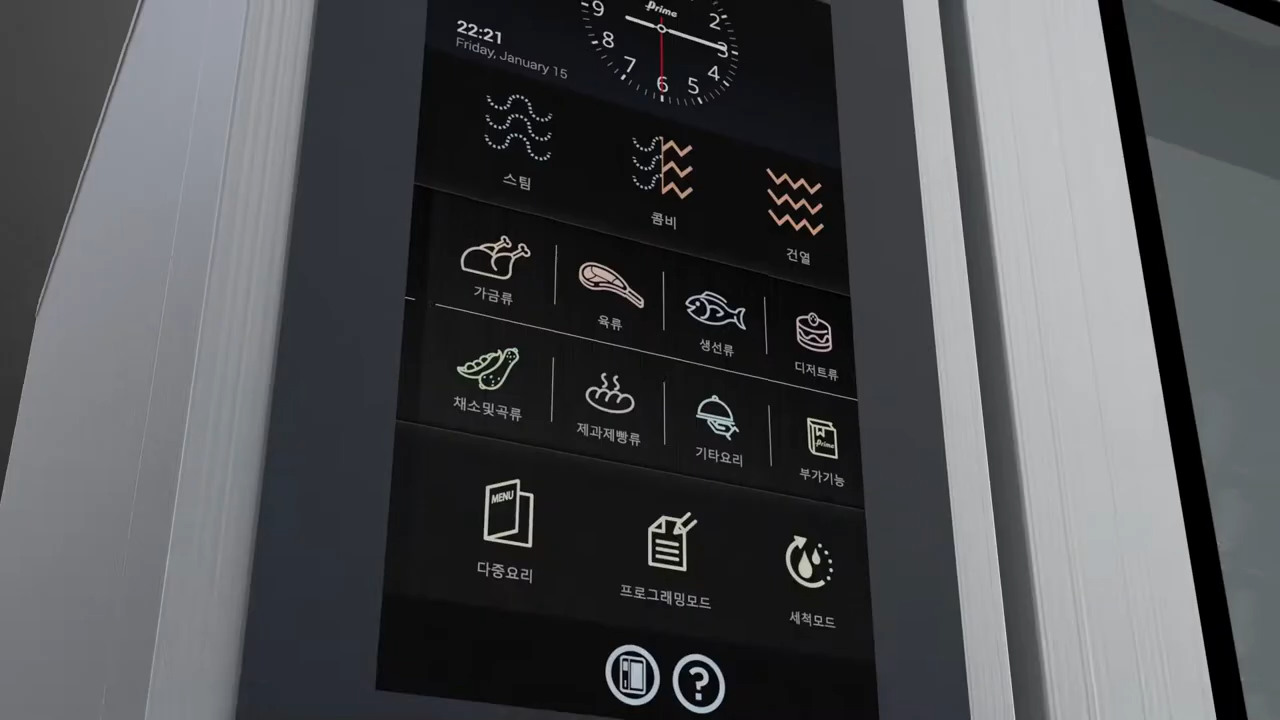 Prime
9
2
3
8
4
7
6
5
22:21
Friday, January 15
스팀
콤비
건열
가금류
육류
생선류
디저트류
채소및곡류
제과제빵류
기타요리
Prime
부가기능
MENU
다중요리
프로그래밍모드
세척모드
?